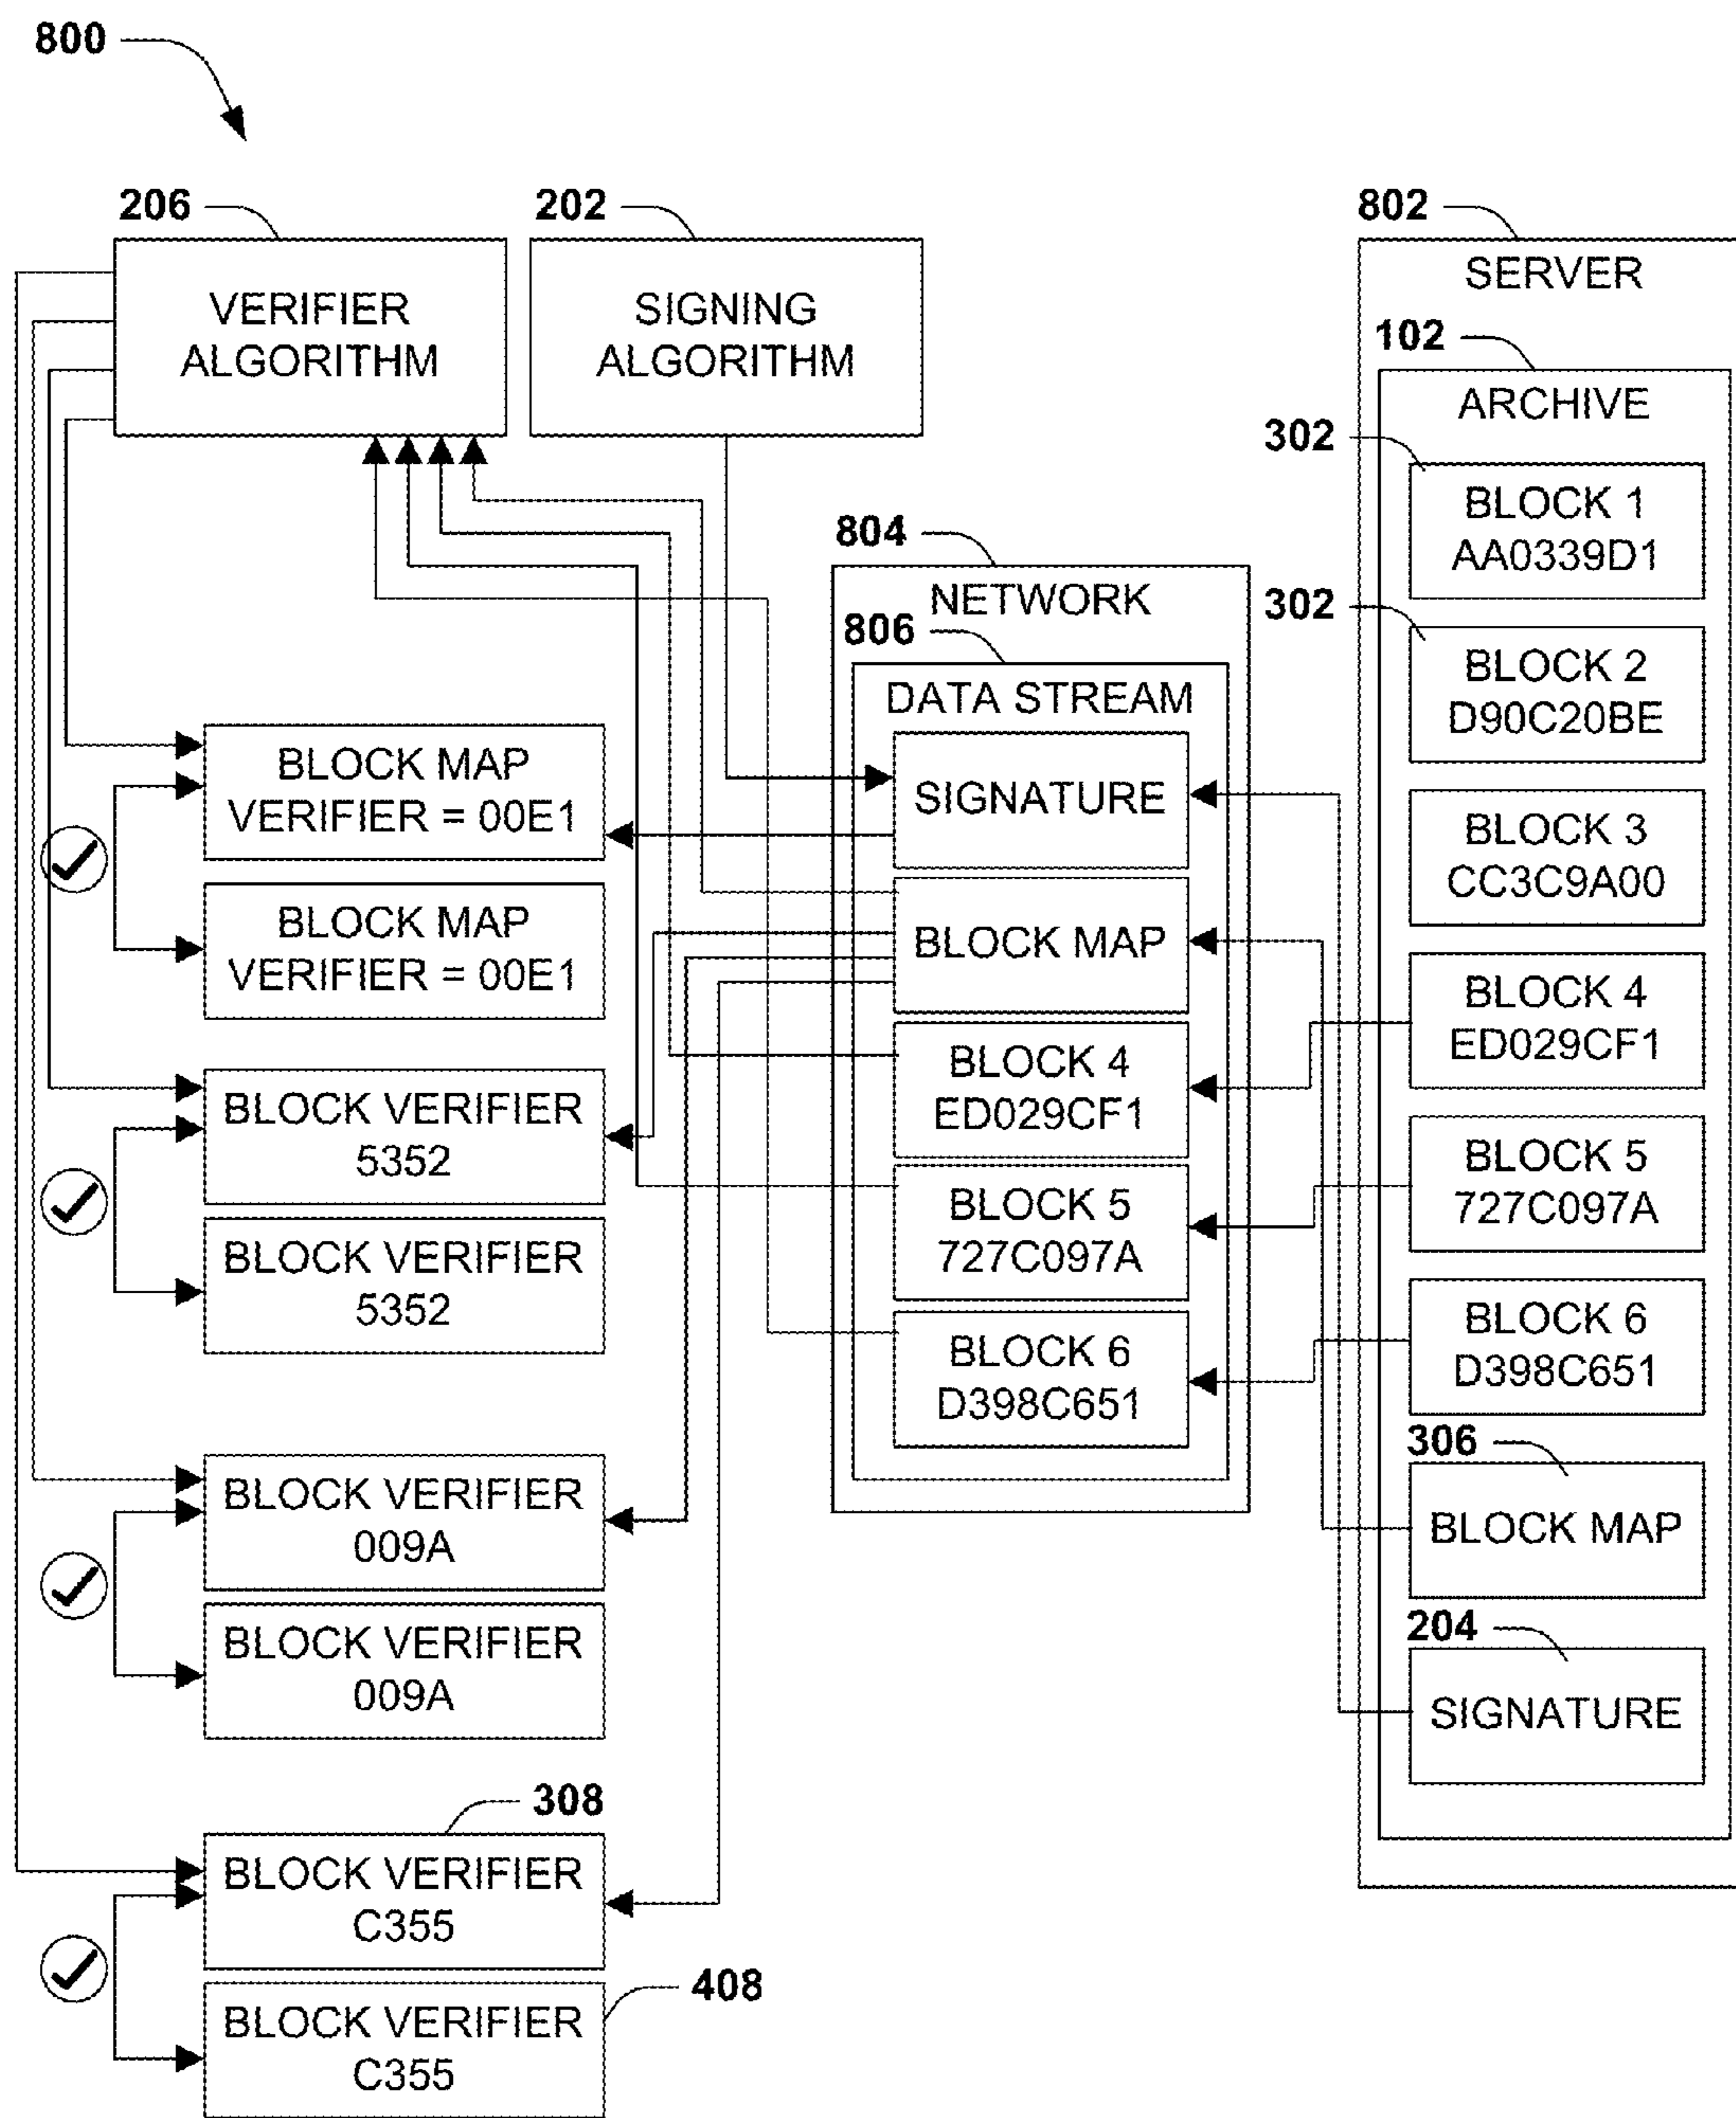 800
206
202
802
VERIFIER
ALGORITHM
SIGNING
ALGORITHM
SERVER
102
ARCHIVE
302
BLOCK 1
AA0339D1
302
BLOCK 2
D90C20BE
BLOCK 3
CC3C9A00
BLOCK 4
ED029CF1
BLOCK 5
727C097A
BLOCK 6
D398C651
306
BLOCK MAP
204
SIGNATURE
804
NETWORK
806
DATA STREAM
SIGNATURE
BLOCK MAP
BLOCK 4
ED029CF1
BLOCK 5
727C097A
BLOCK 6
D398C651
BLOCK MAP
VERIFIER = 00E1
BLOCK MAP
VERIFIER = 00E1
BLOCK VERIFIER
5352
BLOCK VERIFIER
5352
BLOCK VERIFIER
009A
BLOCK VERIFIER
009A
308
BLOCK VERIFIER
C355
408
BLOCK VERIFIER
C355